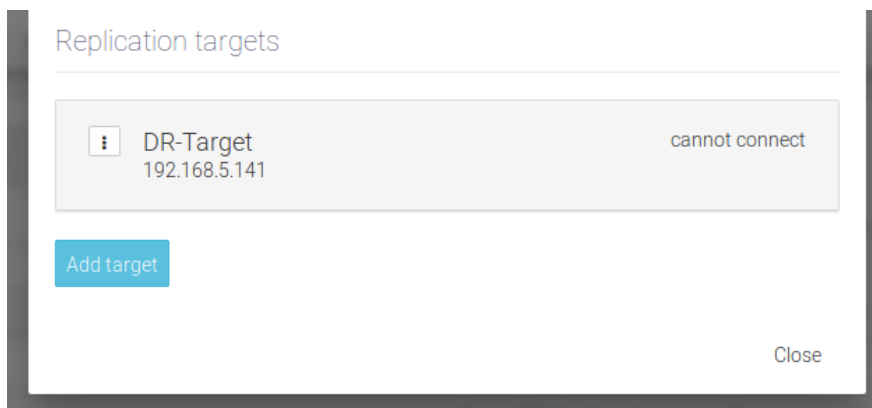 Replication targets
DR-Target
cannot connect
192.168.5.141
Add target
Close